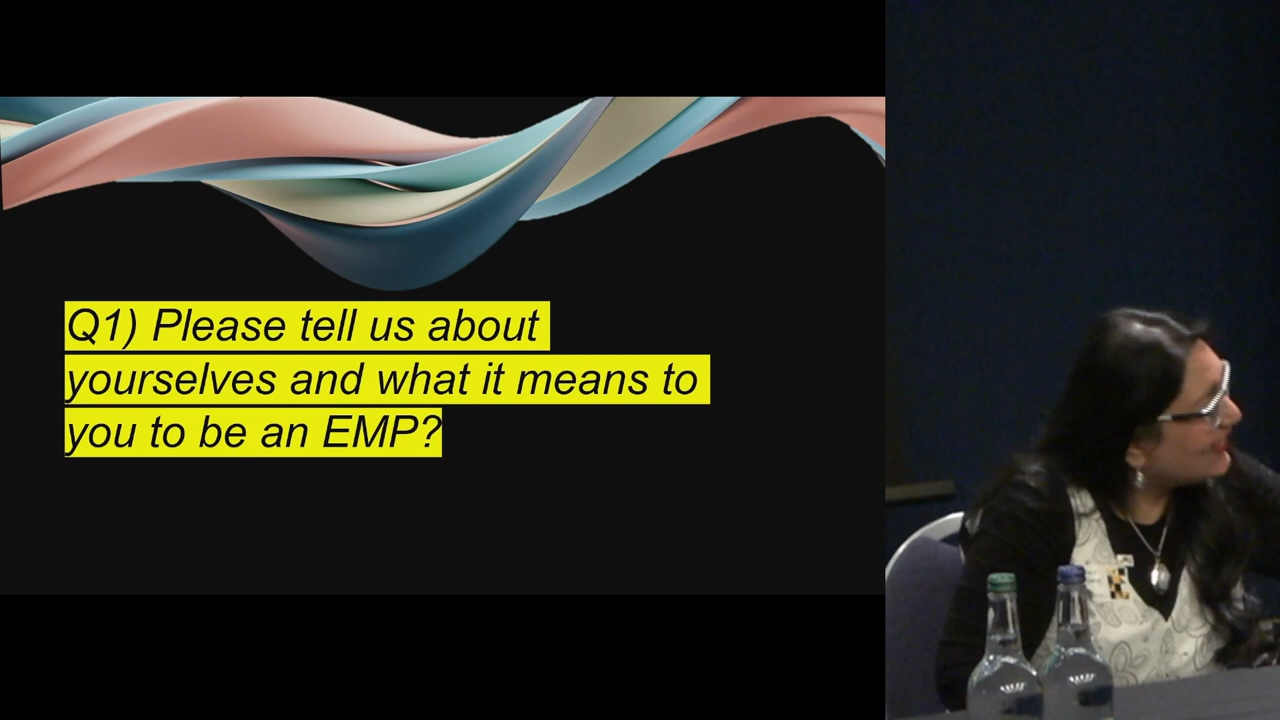 Q1) Please tell us about
yourselves and what it means to
you to be an EMP?